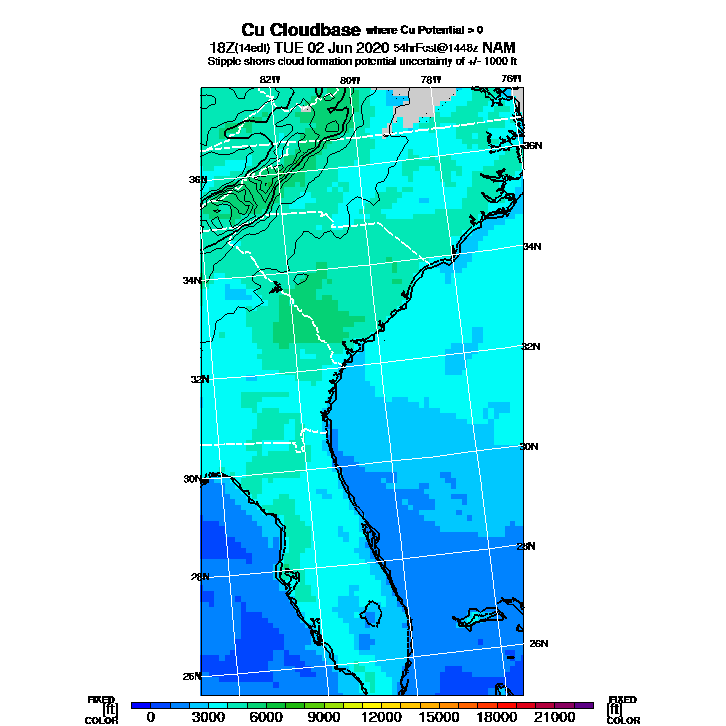 Cu Cloudbase where Cu Potential > 0
18Z(14edt) TUE 02 Jun 2020 54hrFcst@1448z NAM
Stipple shows cloud formation potential uncertainty of +/- 1000 ft
82W 80W 78W 76W
36N
36N
34N
34N
32N
32N
30N
30N
28N
28N
26N
26N
FIXED FIXED
[ft] [ft]
COLOR COLOR
0 3000 6000 9000 12000 15000 18000 21000